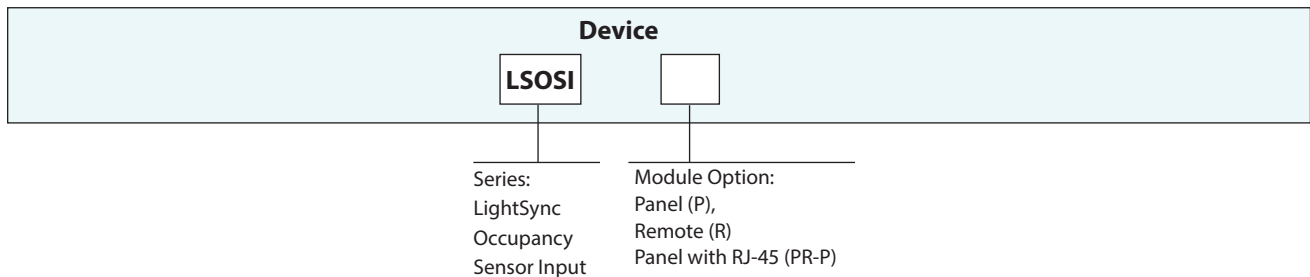 Device
LSOSI
Series:
LightSync
Occupancy
Sensor Input
Module Option:
Panel (P),
Remote (R)
Panel with RJ-45 (PR-P)